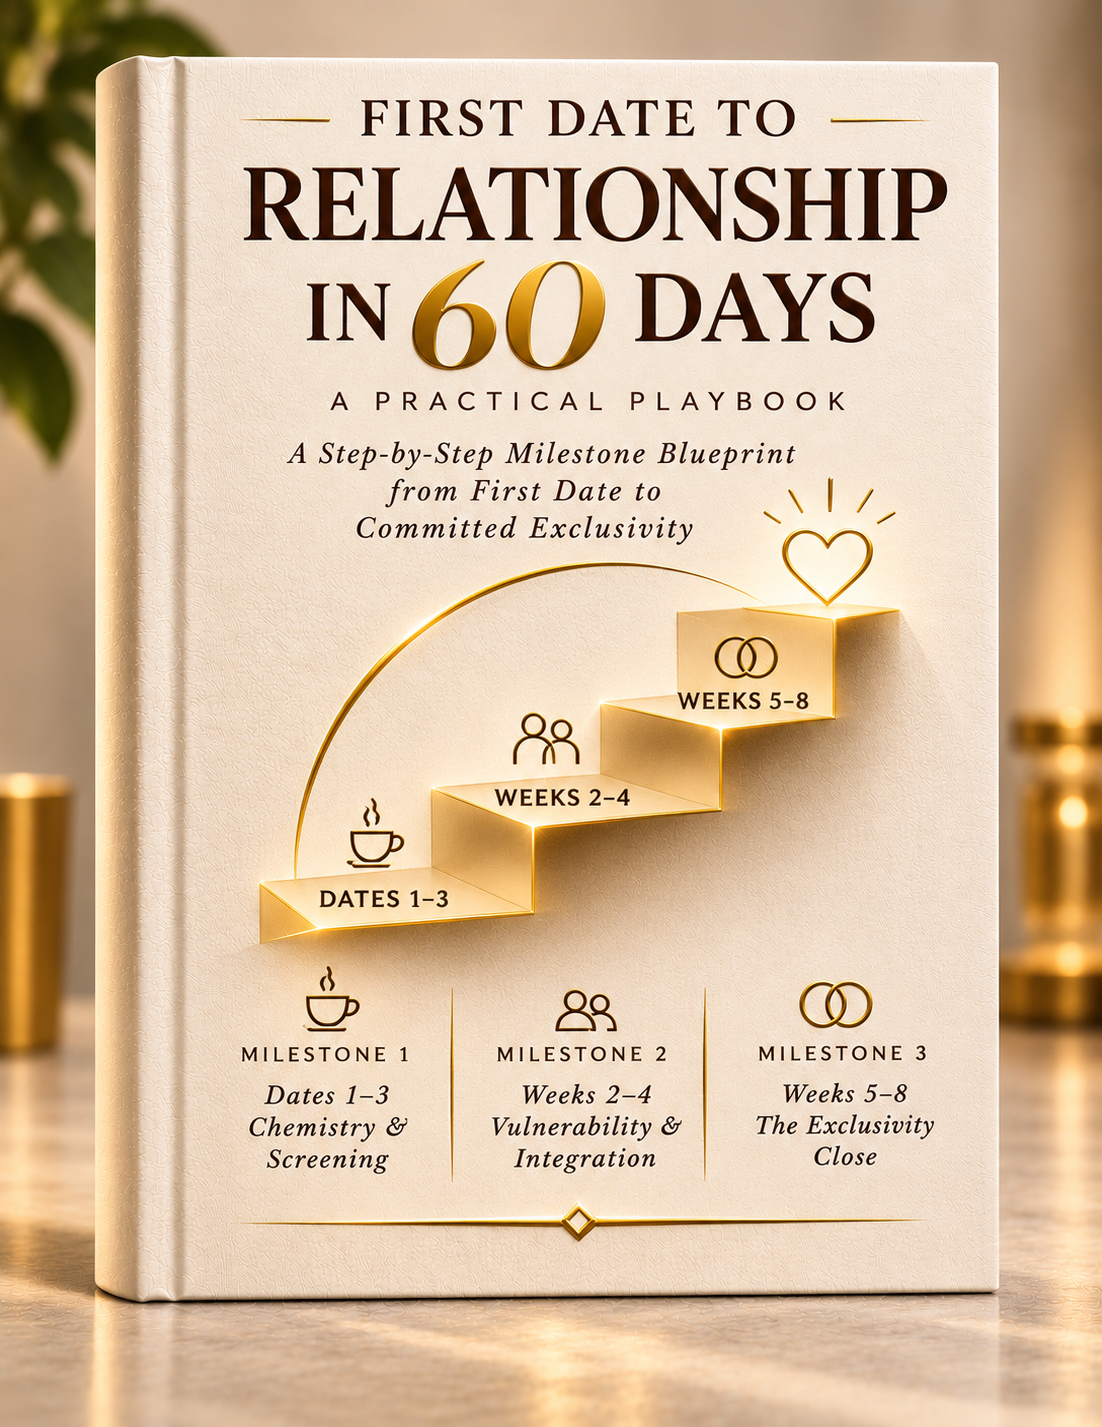 FIRST DATE TO
RELATIONSHIP
IN 60 DAYS
A PRACTICAL PLAYBOOK
A Step-by-Step Milestone Blueprint
from First Date to
Committed Exclusivity
WEEKS 5–8
WEEKS 2–4
DATES 1–3
MILESTONE 1
Dates 1–3
Chemistry &
Screening
MILESTONE 2
Weeks 2–4
Vulnerability &
Integration
MILESTONE 3
Weeks 5–8
The Exclusivity
Close